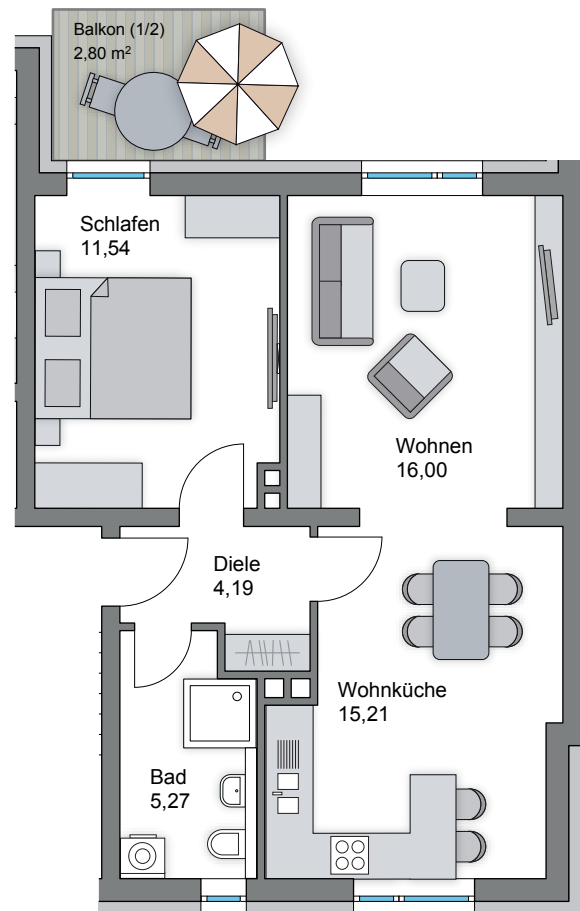 Balkon (1/2)
2,80 m²
Schlafen
11,54
Wohnen
16,00
Diele
4,19
Wohnküche
15,21
Bad
5,27